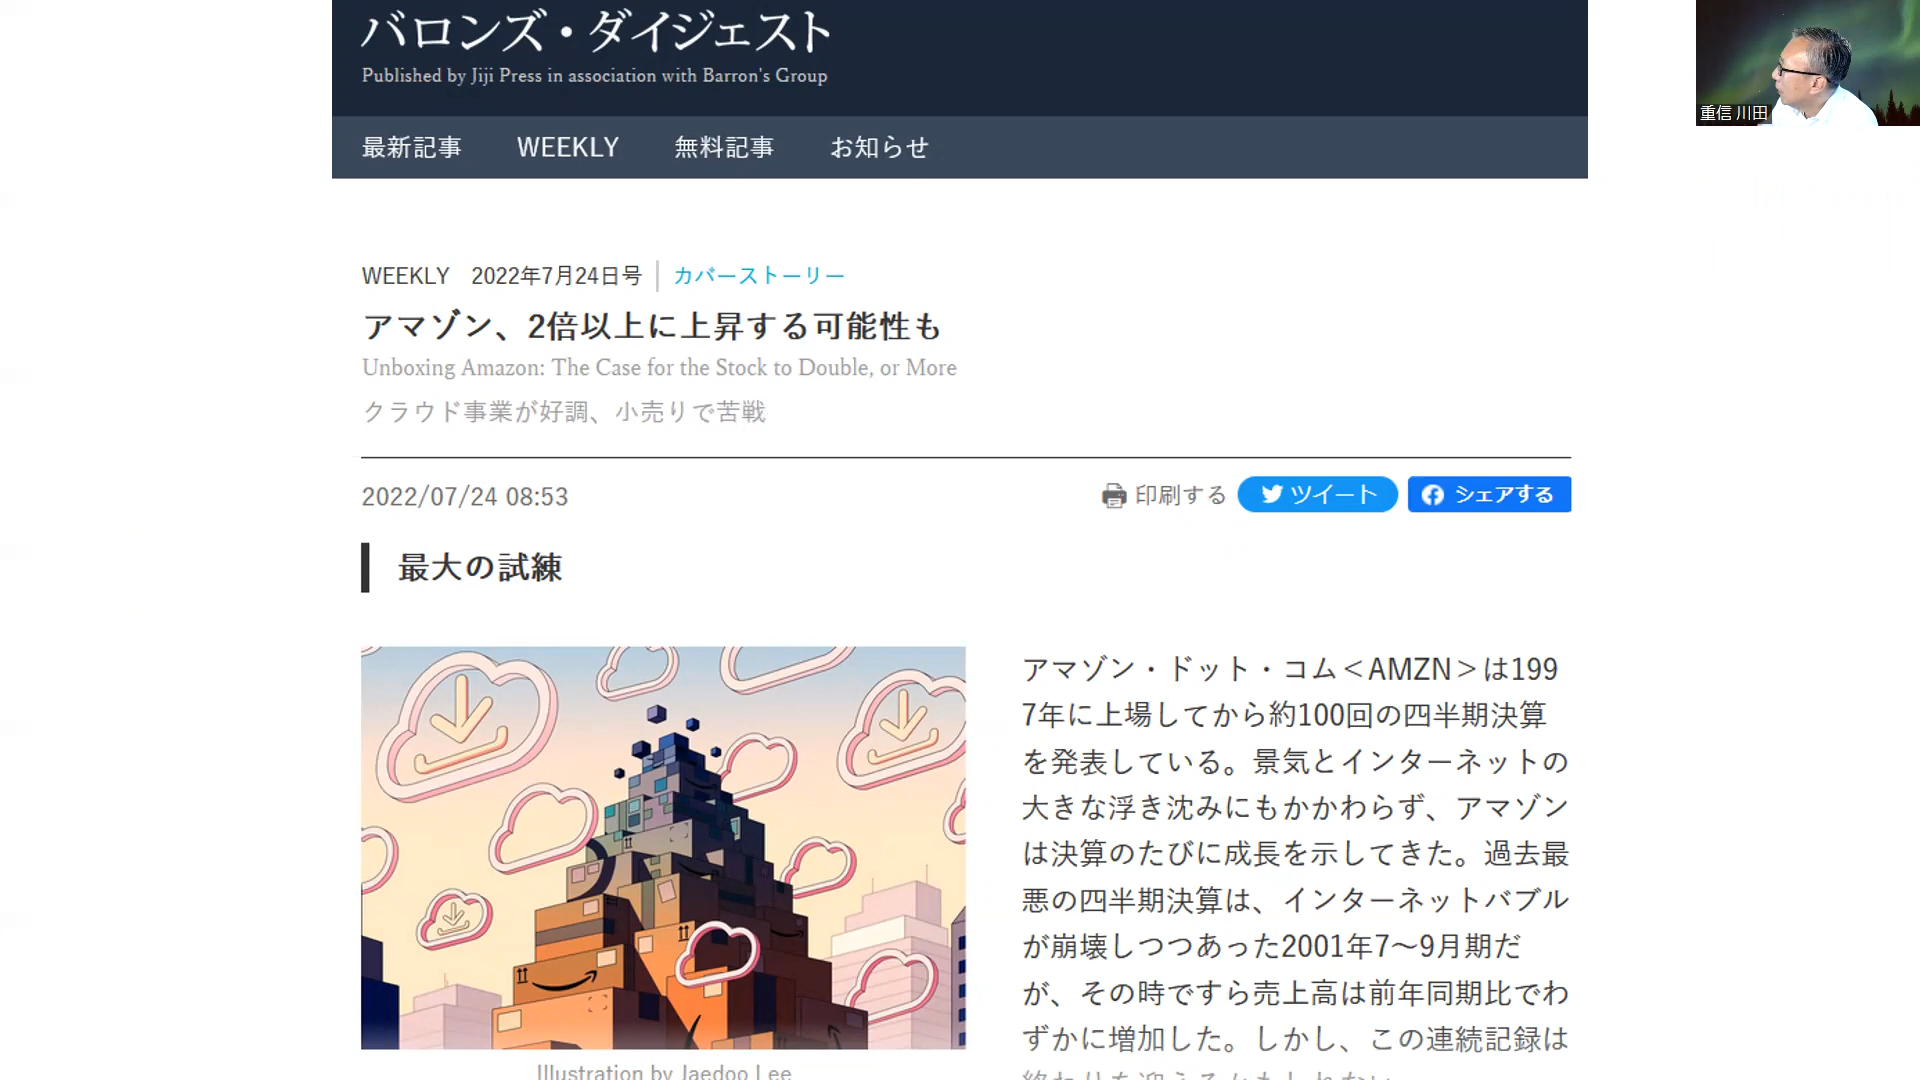 バロンズ・ダイジェスト
Published by Jiji Press in association with Barron's Group
重信 川田
最新記事 WEEKLY 無料記事 お知らせ
WEEKLY 2022年7月24日号 カバーストーリー
アマゾン、2倍以上に上昇する可能性も
Unboxing Amazon: The Case for the Stock to Double, or More
クラウド事業が好調、小売りで苦戦
2022/07/24 08:53
印刷する ツイート シェアする
最大の試練
アマゾン・ドット・コム＜AMZN＞は199
7年に上場してから約100回の四半期決算
を発表している。景気とインターネットの
大きな浮き沈みにもかかわらず、アマゾン
は決算のたびに成長を示してきた。過去最
悪の四半期決算は、インターネットバブル
が崩壊しつつあった2001年7〜9月期だ
が、その時ですら売上高は前年同期比でわ
ずかに増加した。しかし、この連続記録は
終わりを迎えるかもしれない。
Illustration by Jaedoo Lee